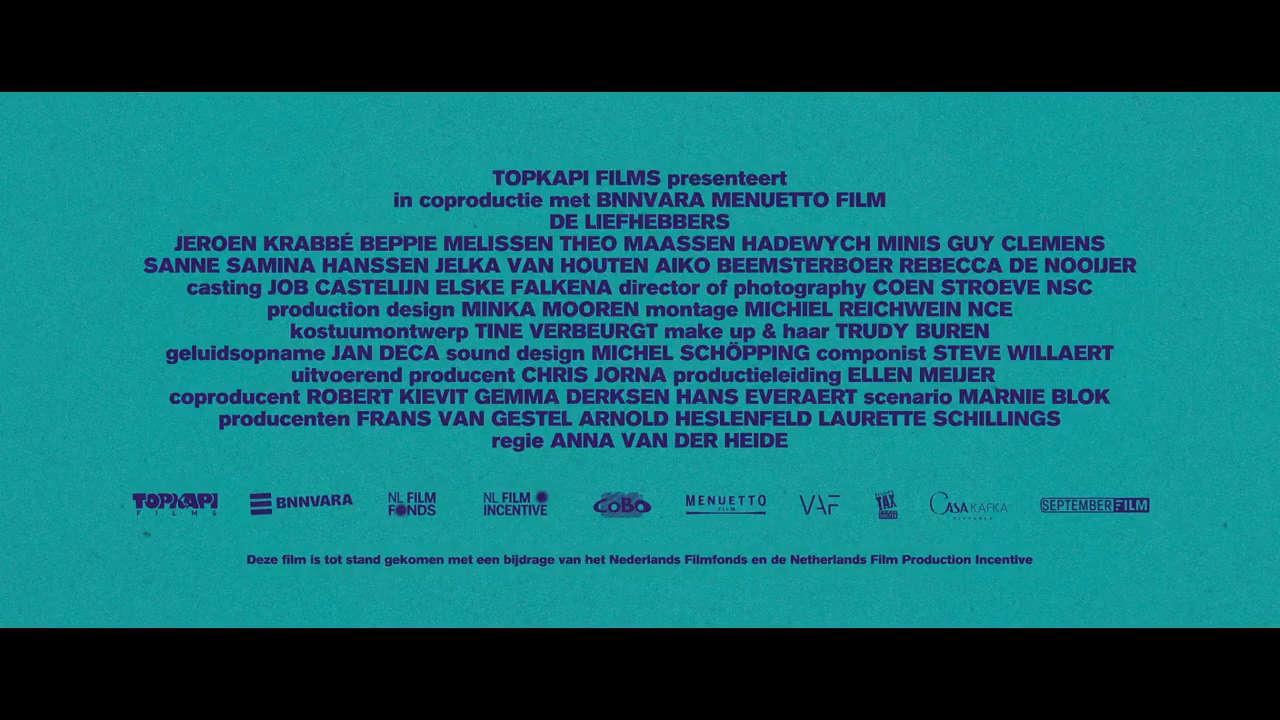 TOPKAPI FILMS presenteert
in coproductie met BNNVARA MENUETTO FILM
DE LIEFHEBBERS
JEROEN KRABBÉ BEPPIE MELISSEN THEO MAASSEN HADEWYCH MINIS GUY CLEMENS
SANNE SAMINA HANSSEN JELKA VAN HOUTEN AIKO BEEMSTERBOER REBECCA DE NOOIJER
casting JOB CASTELIJN ELSKE FALKENA director of photography COEN STROEVE NSC
production design MINKA MOOREN montage MICHIEL REICHWEIN NCE
kostuumontwerp TINE VERBEURGT make up & haar TRUDY BUREN
geluidsopname JAN DECA sound design MICHEL SCHÖPPING componist STEVE WILLAERT
uitvoerend producent CHRIS JORNA productieleiding ELLEN MEIJER
coproducent ROBERT KIEVIT GEMMA DERKSEN HANS EVERAERT scenario MARNIE BLOK
producenten FRANS VAN GESTEL ARNOLD HESLENFELD LAURETTE SCHILLINGS
regie ANNA VAN DER HEIDE
TOPKAPI FILMS
BNNVARA
NL FILM FONDS
NL FILM INCENTIVE
COBO
MENUETTO FILM
VAF
TAX
CASA KAFKA PICTURES
SEPTEMBER FILM
Deze film is tot stand gekomen met een bijdrage van het Nederlands Filmfonds en de Netherlands Film Production Incentive